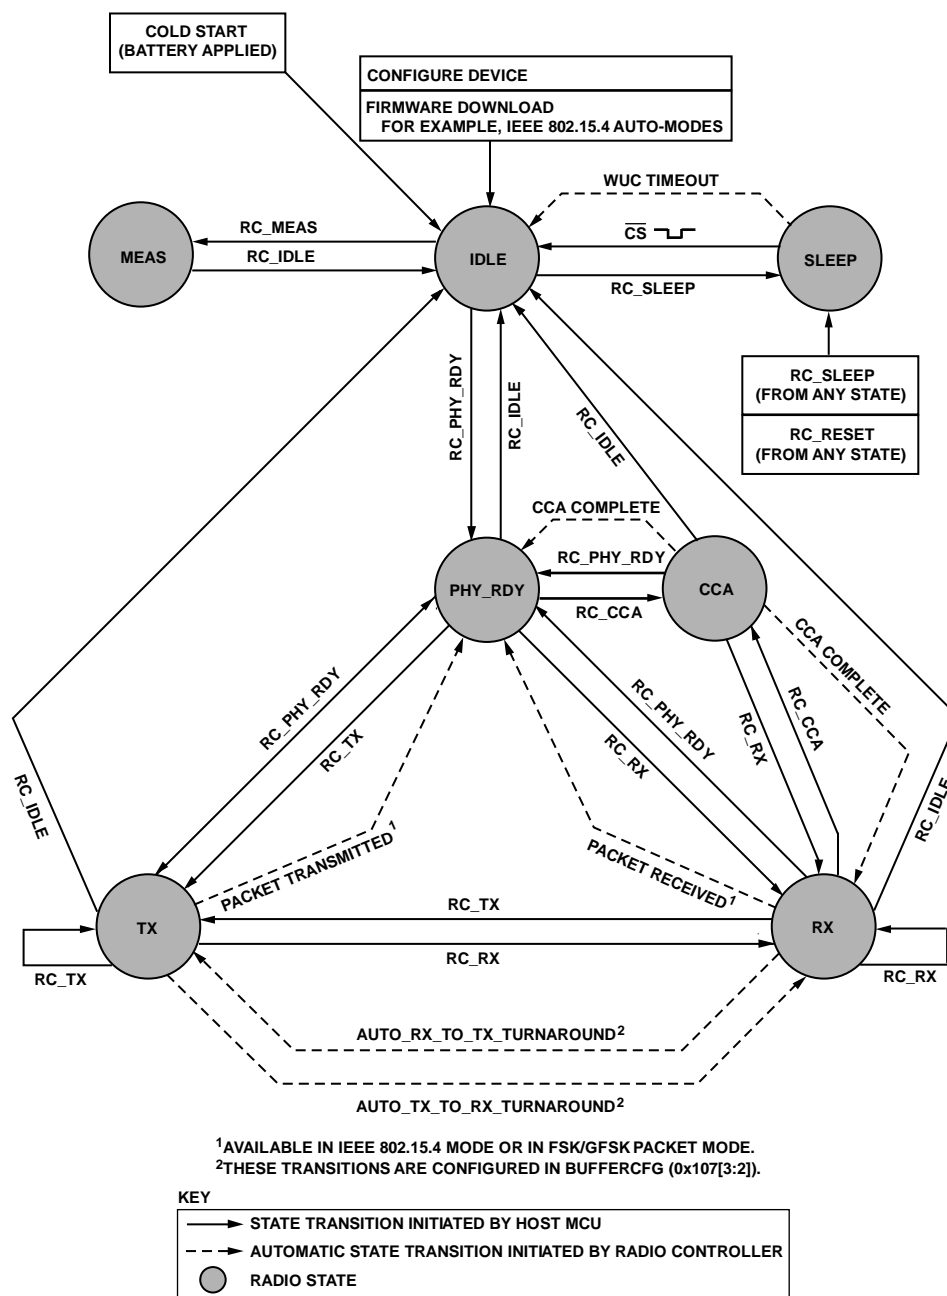 COLD START
(BATTERY APPLIED)
CONFIGURE DEVICE
FIRMWARE DOWNLOAD
FOR EXAMPLE, IEEE 802.15.4 AUTO-MODES
WUC TIMEOUT
MEAS
RC_MEAS
RC_IDLE
IDLE
CS
RC_SLEEP
SLEEP
RC_SLEEP
(FROM ANY STATE)
RC_RESET
(FROM ANY STATE)
RC_PHY_RDY
RC_IDLE
RC_IDLE
CCA COMPLETE
PHY_RDY
RC_PHY_RDY
RC_CCA
CCA
CCA COMPLETE
RC_PHY_RDY
RC_TX
RC_RX
RC_PHY_RDY
RC_RX
RC_CCA
RC_IDLE
RC_IDLE
PACKET TRANSMITTED1
PACKET RECEIVED1
TX
RC_TX
RC_RX
RX
RC_TX
RC_RX
AUTO_RX_TO_TX_TURNAROUND2
AUTO_TX_TO_RX_TURNAROUND2
1AVAILABLE IN IEEE 802.15.4 MODE OR IN FSK/GFSK PACKET MODE.
2THESE TRANSITIONS ARE CONFIGURED IN BUFFERCFG (0x107[3:2]).
KEY
STATE TRANSITION INITIATED BY HOST MCU
AUTOMATIC STATE TRANSITION INITIATED BY RADIO CONTROLLER
RADIO STATE